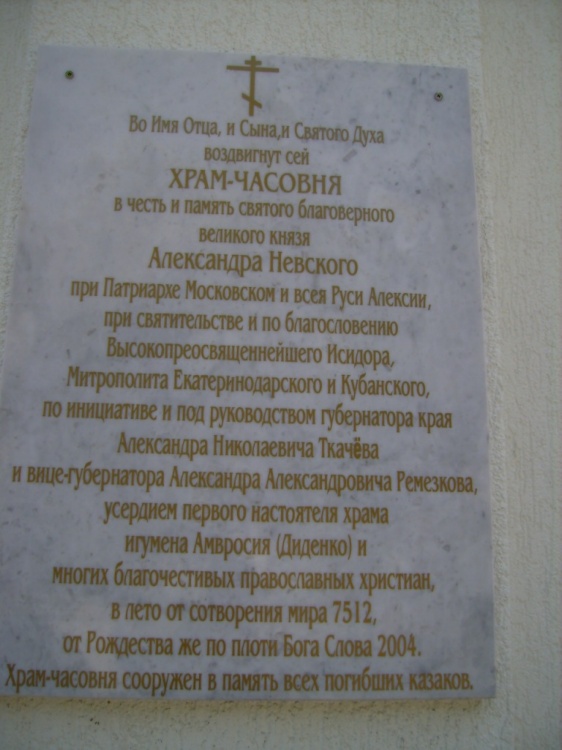 Во Имя Отца, и Сына,и Святого Духа
воздвигнут сей
ХРАМ-ЧАСОВНЯ
в честь и память святого благоверного
великого князя
Александра Невского
при Патриархе Московском и всея Руси Алексии,
при святительстве и по благословению
Высокопреосвященнейшего Исидора,
Митрополита Екатеринодарского и Кубанского,
по инициативе и под руководством губернатора края
Александра Николаевича Ткачёва
и вице-губернатора Александра Александровича Ремезкова,
усердием первого настоятеля храма
игумена Амвросия (Диденко) и
многих благочестивых православных христиан,
в лето от сотворения мира 7512,
от Рождества же по плоти Бога Слова 2004.
Храм-часовня сооружен в память всех погибших казаков.